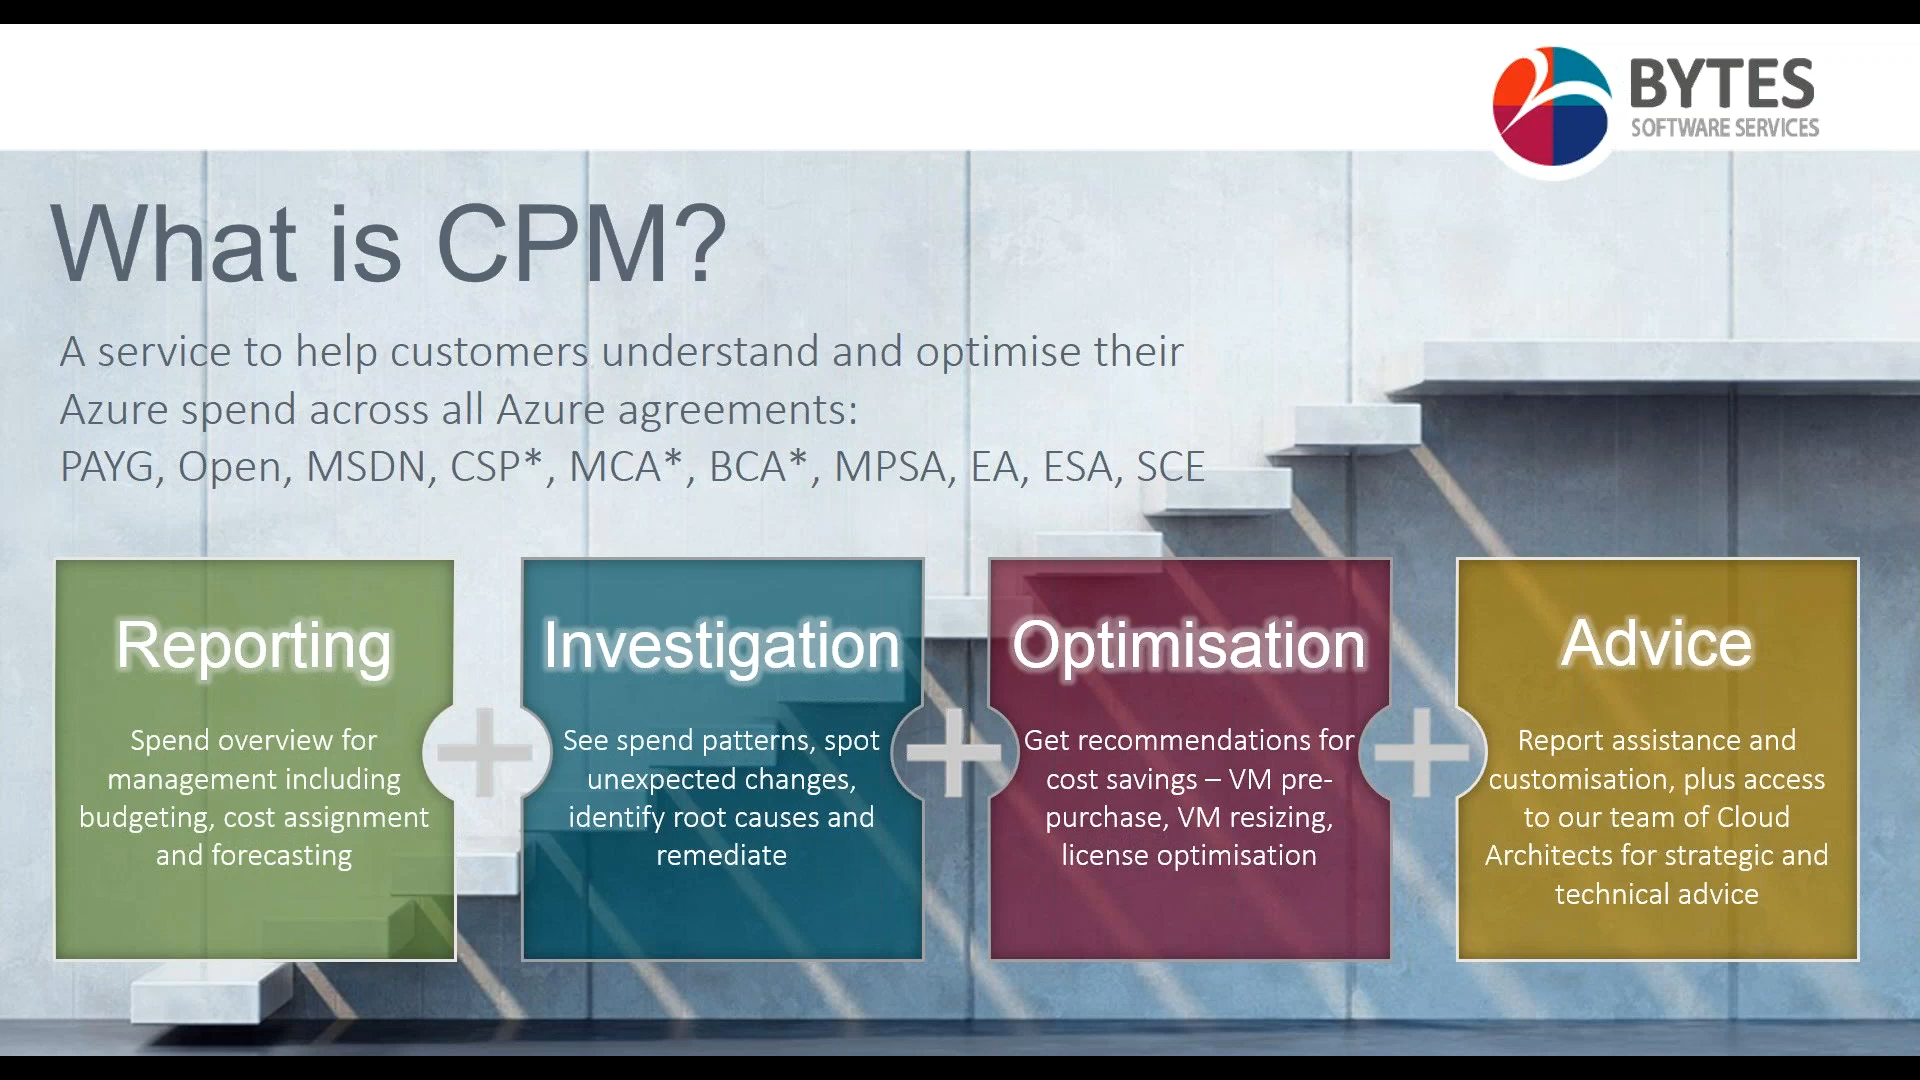 BYTES
SOFTWARE SERVICES
What is CPM?
A service to help customers understand and optimise their
Azure spend across all Azure agreements:
PAYG, Open, MSDN, CSP*, MCA*, BCA*, MPSA, EA, ESA, SCE
Reporting
Spend overview for
management including
budgeting, cost assignment
and forecasting
Investigation
See spend patterns, spot
unexpected changes,
identify root causes and
remediate
Optimisation
Get recommendations for
cost savings – VM pre-
purchase, VM resizing,
license optimisation
Advice
Report assistance and
customisation, plus access
to our team of Cloud
Architects for strategic and
technical advice